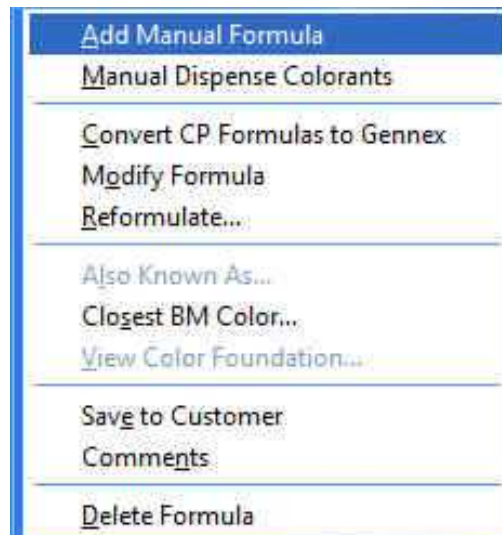 Add Manual Formula
Manual Dispense Colorants
Convert CP Formulas to Gennex
Modify Formula
Reformulate...
Also Known As...
Closest BM Color...
View Color Foundation...
Save to Customer
Comments
Delete Formula